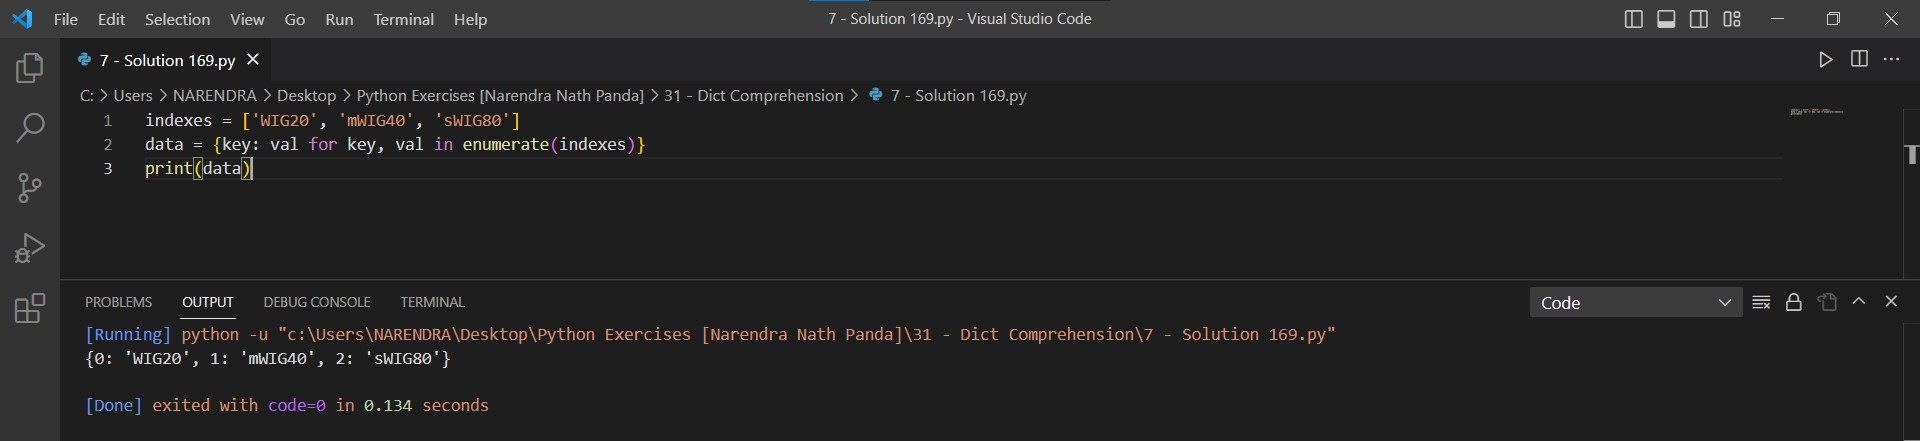 File Edit Selection View Go Run Terminal Help
7 - Solution 169.py - Visual Studio Code
7 - Solution 169.py
C: > Users > NARENDRA > Desktop > Python Exercises [Narendra Nath Panda] > 31 - Dict Comprehension > 7 - Solution 169.py
1 indexes = ['WIG20', 'mWIG40', 'sWIG80']
2 data = {key: val for key, val in enumerate(indexes)}
3 print(data)
PROBLEMS OUTPUT DEBUG CONSOLE TERMINAL
Code
[Running] python -u "c:\Users\NARENDRA\Desktop\Python Exercises [Narendra Nath Panda]\31 - Dict Comprehension\7 - Solution 169.py"
{0: 'WIG20', 1: 'mWIG40', 2: 'sWIG80'}
[Done] exited with code=0 in 0.134 seconds